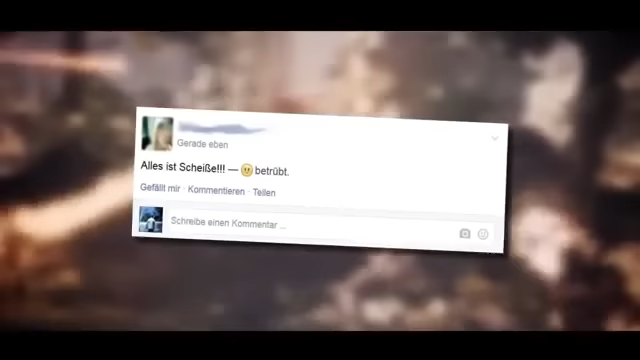 Gerade eben
Alles ist Scheiße!!! — betrübt.
Gefällt mir · Kommentieren · Teilen
Schreibe einen Kommentar ...